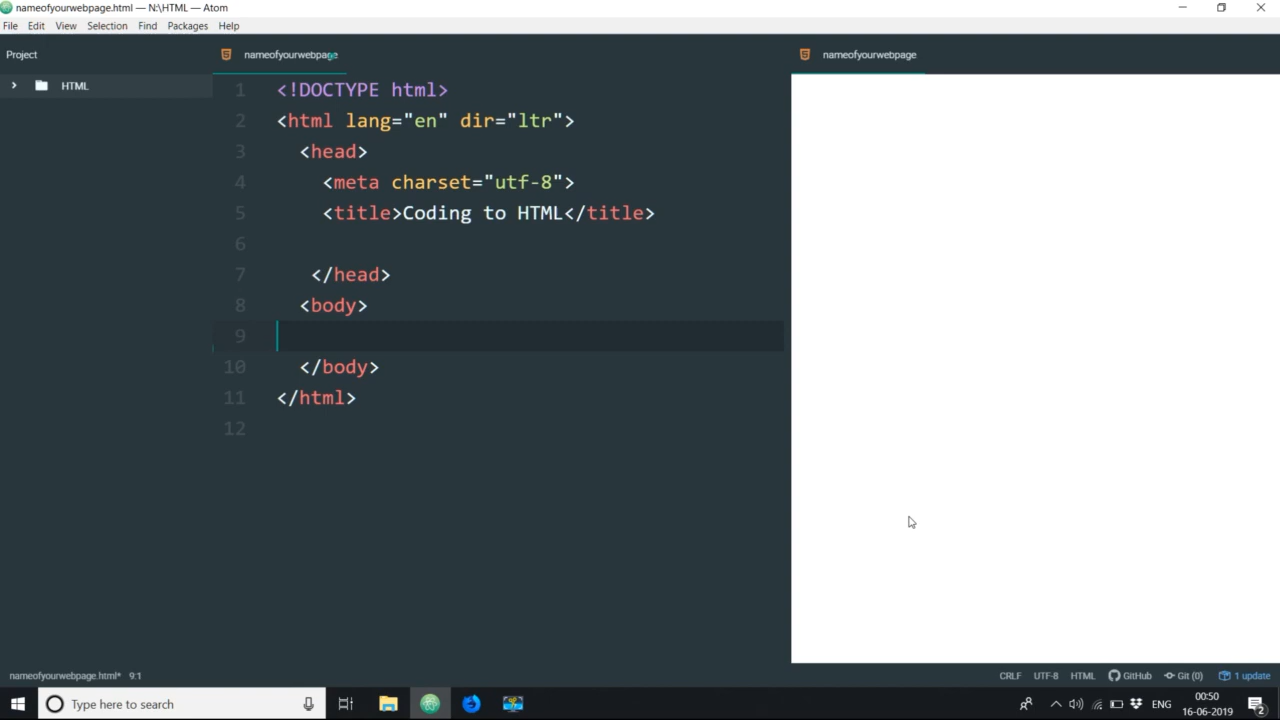 nameofyourwebpage.html — N:\HTML — Atom
File Edit View Selection Find Packages Help
Project
nameofyourwebpage
nameofyourwebpage
HTML
1 <!DOCTYPE html>
2 <html lang="en" dir="ltr">
3 <head>
4 <meta charset="utf-8">
5 <title>Coding to HTML</title>
6
7 </head>
8 <body>
9
10 </body>
11 </html>
12
nameofyourwebpage.html* 9:1
CRLF UTF-8 HTML GitHub Git (0) 1 update
Type here to search
ENG
00:50
16-06-2019
2